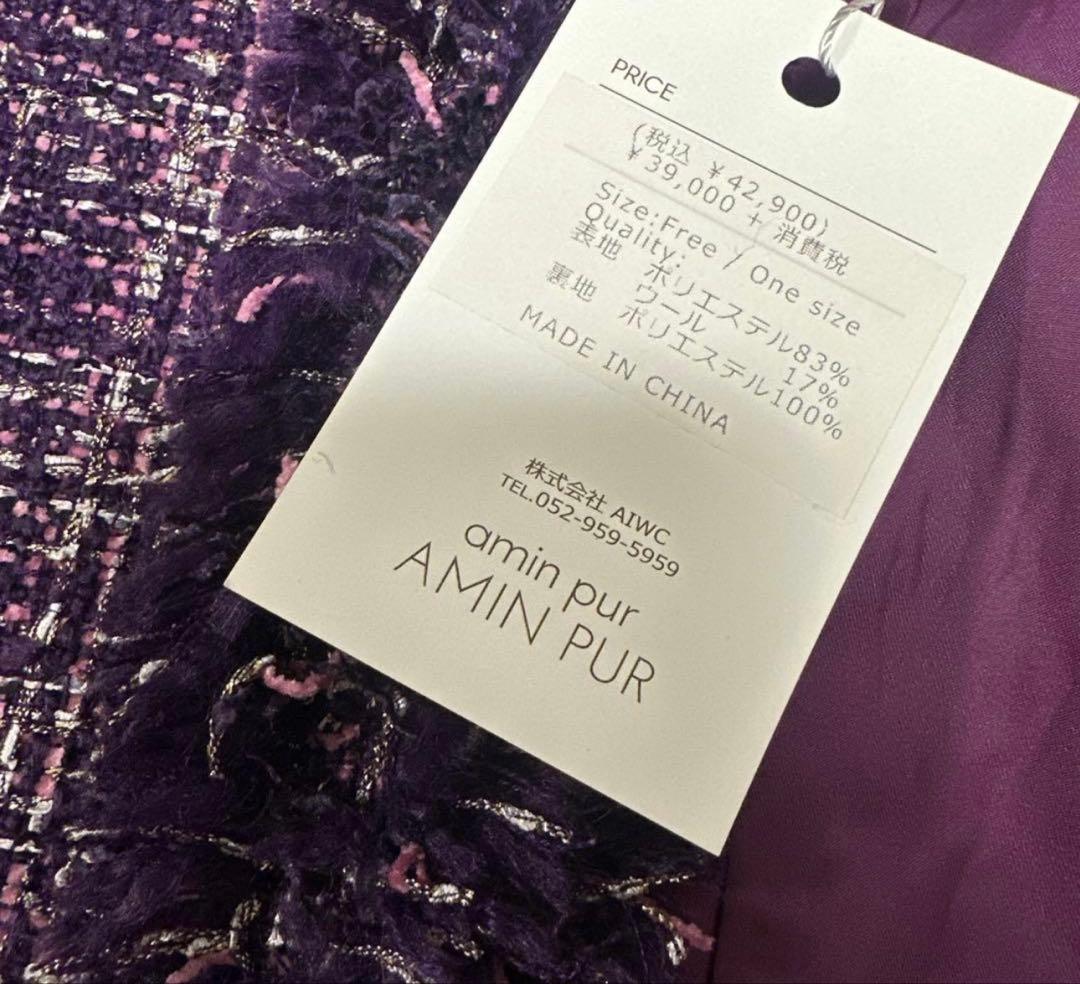 PRICE
(税込 ¥42,900)
¥39,000 + 消費税
Size:Free / One size
Quality:
表地 ポリエステル83%
ウール 17%
裏地 ポリエステル100%
MADE IN CHINA
株式会社 AIWC
TEL.052-959-5959
amin pur
AMIN PUR